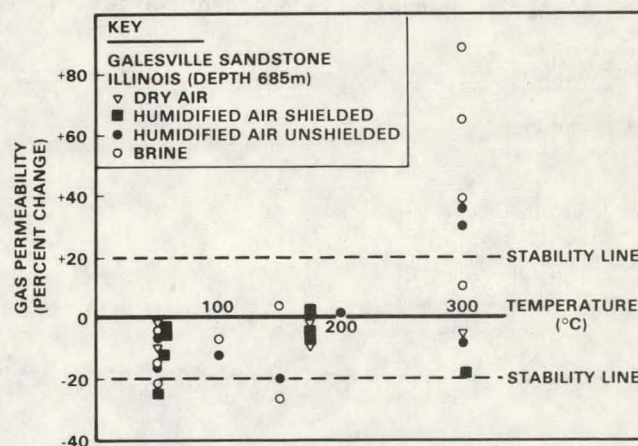 KEY
GALESVILLE SANDSTONE
ILLINOIS (DEPTH 685m)
▽ DRY AIR
■ HUMIDIFIED AIR SHIELDED
● HUMIDIFIED AIR UNSHIELDED
○ BRINE
GAS PERMEABILITY
(PERCENT CHANGE)
+80
+60
+40
+20
0
-20
-40
100
200
300
STABILITY LINE
TEMPERATURE
(°C)
STABILITY LINE